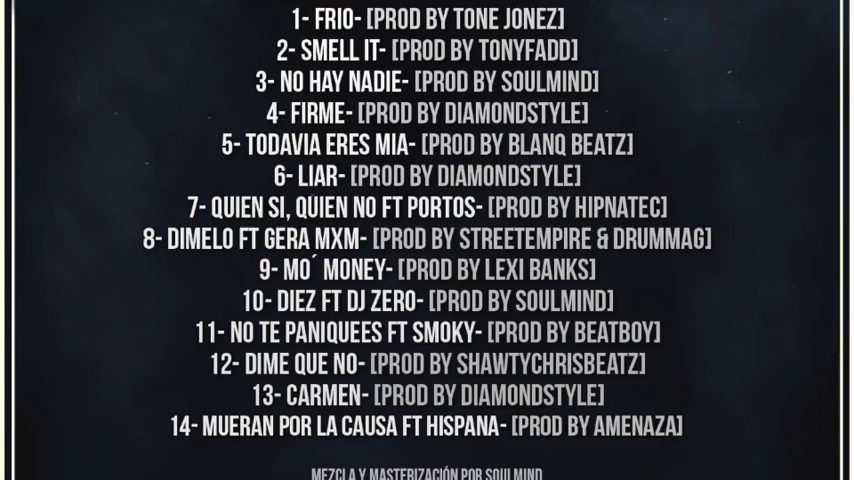 1- FRIO- [PROD BY TONE JONEZ]
2- SMELL IT- [PROD BY TONYFADD]
3- NO HAY NADIE- [PROD BY SOULMIND]
4- FIRME- [PROD BY DIAMONDSTYLE]
5- TODAVIA ERES MIA- [PROD BY BLANQ BEATZ]
6- LIAR- [PROD BY DIAMONDSTYLE]
7- QUIEN SI, QUIEN NO FT PORTOS- [PROD BY HIPNATEC]
8- DIMELO FT GERA MXM- [PROD BY STREETEMPIRE & DRUMMAG]
9- MO´ MONEY- [PROD BY LEXI BANKS]
10- DIEZ FT DJ ZERO- [PROD BY SOULMIND]
11- NO TE PANIQUEES FT SMOKY- [PROD BY BEATBOY]
12- DIME QUE NO- [PROD BY SHAWTYCHRISBEATZ]
13- CARMEN- [PROD BY DIAMONDSTYLE]
14- MUERAN POR LA CAUSA FT HISPANA- [PROD BY AMENAZA]
MEZCLA Y MASTERIZACIÓN POR SOULMIND